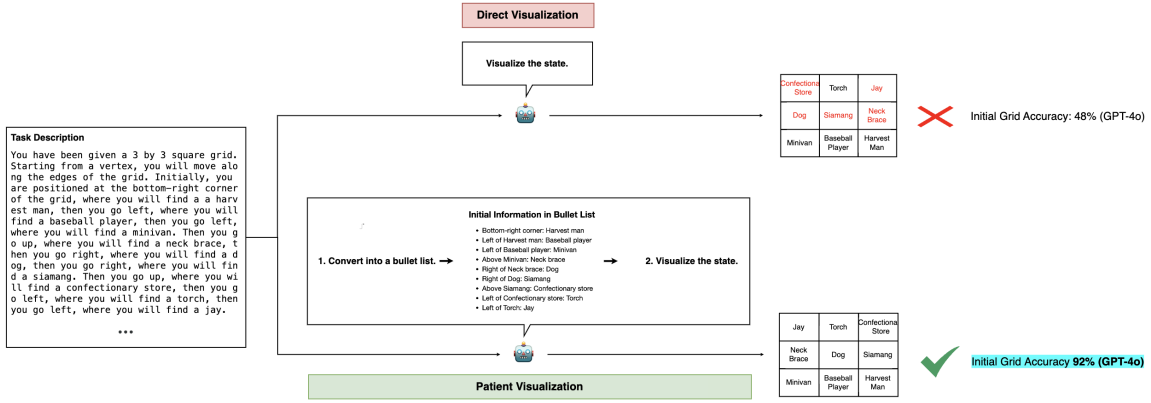 Direct Visualization
Visualize the state.
Confectiona
Store
Torch
Jay
Dog
Siamang
Neck
Brace
Minivan
Baseball
Player
Harvest
Man
Initial Grid Accuracy: 48% (GPT-4o)
Task Description
You have been given a 3 by 3 square grid.
Starting from a vertex, you will move alo
ng the edges of the grid. Initially, you
are positioned at the bottom-right corner
of the grid, where you will find a a harv
est man, then you go left, where you will
find a baseball player, then you go left,
where you will find a minivan. Then you g
o up, where you will find a neck brace, t
hen you go right, where you will find a d
og, then you go right, where you will fin
d a siamang. Then you go up, where you wi
ll find a confectionary store, then you g
o left, where you will find a torch, then
you go left, where you will find a jay.
•••
1. Convert into a bullet list.
Initial Information in Bullet List
• Bottom-right corner: Harvest man
• Left of Harvest man: Baseball player
• Left of Baseball player: Minivan
• Above Minivan: Neck brace
• Right of Neck brace: Dog
• Right of Dog: Siamang
• Above Siamang: Confectionary store
• Left of Confectionary store: Torch
• Left of Torch: Jay
2. Visualize the state.
Jay
Torch
Confectiona
Store
Neck
Brace
Dog
Siamang
Minivan
Baseball
Player
Harvest
Man
Initial Grid Accuracy 92% (GPT-4o)
Patient Visualization